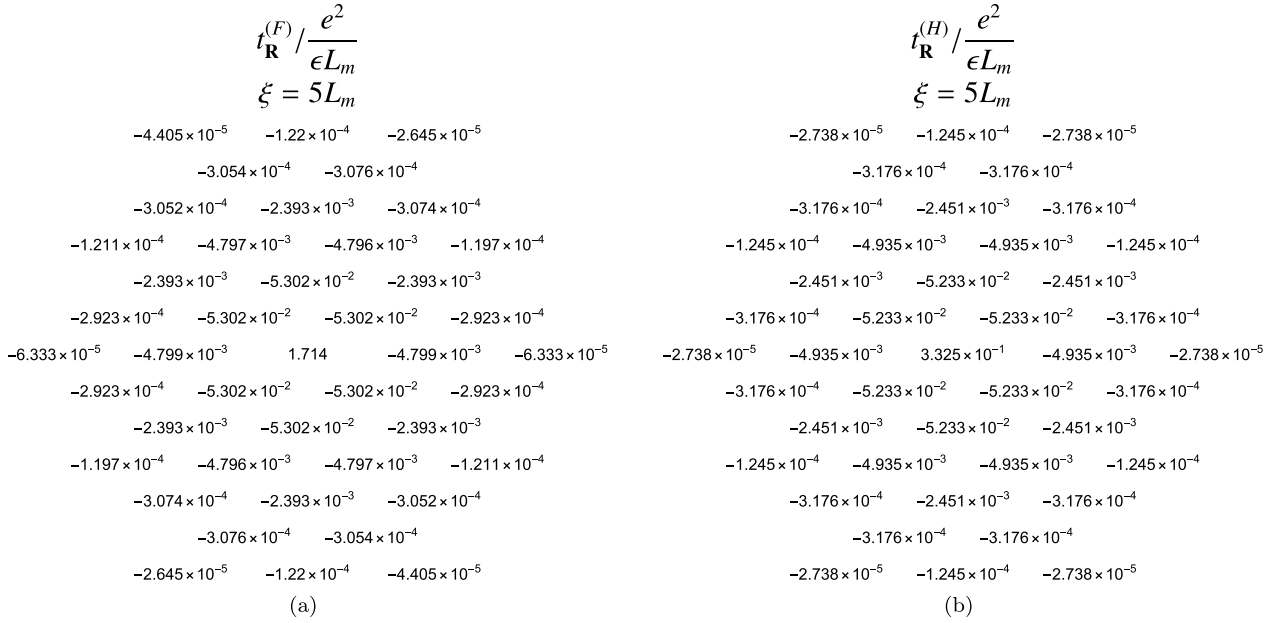 t_R^(F) / e^2/ϵL_m t_R^(H) / e^2/ϵL_m
ξ = 5L_m ξ = 5L_m
−4.405×10^−5 −1.22×10^−4 −2.645×10^−5 −2.738×10^−5 −1.245×10^−4 −2.738×10^−5
−3.054×10^−4 −3.076×10^−4 −3.176×10^−4 −3.176×10^−4
−3.052×10^−4 −2.393×10^−3 −3.074×10^−4 −3.176×10^−4 −2.451×10^−3 −3.176×10^−4
−1.211×10^−4 −4.797×10^−3 −4.796×10^−3 −1.197×10^−4 −1.245×10^−4 −4.935×10^−3 −4.935×10^−3 −1.245×10^−4
−2.393×10^−3 −5.302×10^−2 −2.393×10^−3 −2.451×10^−3 −5.233×10^−2 −2.451×10^−3
−2.923×10^−4 −5.302×10^−2 −5.302×10^−2 −2.923×10^−4 −3.176×10^−4 −5.233×10^−2 −5.233×10^−2 −3.176×10^−4
−6.333×10^−5 −4.799×10^−3 1.714 −4.799×10^−3 −6.333×10^−5 −2.738×10^−5 −4.935×10^−3 3.325×10^−1 −4.935×10^−3 −2.738×10^−5
−2.923×10^−4 −5.302×10^−2 −5.302×10^−2 −2.923×10^−4 −3.176×10^−4 −5.233×10^−2 −5.233×10^−2 −3.176×10^−4
−2.393×10^−3 −5.302×10^−2 −2.393×10^−3 −2.451×10^−3 −5.233×10^−2 −2.451×10^−3
−1.197×10^−4 −4.796×10^−3 −4.797×10^−3 −1.211×10^−4 −1.245×10^−4 −4.935×10^−3 −4.935×10^−3 −1.245×10^−4
−3.074×10^−4 −2.393×10^−3 −3.052×10^−4 −3.176×10^−4 −2.451×10^−3 −3.176×10^−4
−3.076×10^−4 −3.054×10^−4 −3.176×10^−4 −3.176×10^−4
−2.645×10^−5 −1.22×10^−4 −4.405×10^−5 −2.738×10^−5 −1.245×10^−4 −2.738×10^−5
(a) (b)